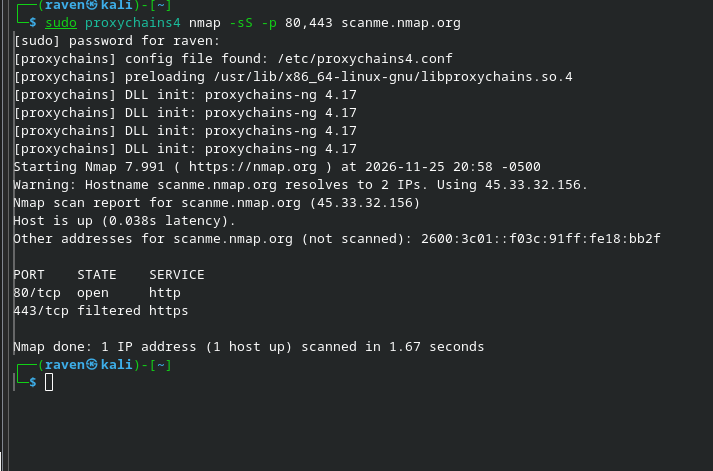 ┌──(raven㉿kali)-[~]
└─$ sudo proxychains4 nmap -sS -p 80,443 scanme.nmap.org
[sudo] password for raven:
[proxychains] config file found: /etc/proxychains4.conf
[proxychains] preloading /usr/lib/x86_64-linux-gnu/libproxychains.so.4
[proxychains] DLL init: proxychains-ng 4.17
[proxychains] DLL init: proxychains-ng 4.17
[proxychains] DLL init: proxychains-ng 4.17
[proxychains] DLL init: proxychains-ng 4.17
Starting Nmap 7.991 ( https://nmap.org ) at 2026-11-25 20:58 -0500
Warning: Hostname scanme.nmap.org resolves to 2 IPs. Using 45.33.32.156.
Nmap scan report for scanme.nmap.org (45.33.32.156)
Host is up (0.038s latency).
Other addresses for scanme.nmap.org (not scanned): 2600:3c01::f03c:91ff:fe18:bb2f

PORT    STATE    SERVICE
80/tcp  open     http
443/tcp filtered https

Nmap done: 1 IP address (1 host up) scanned in 1.67 seconds
┌──(raven㉿kali)-[~]
└─$